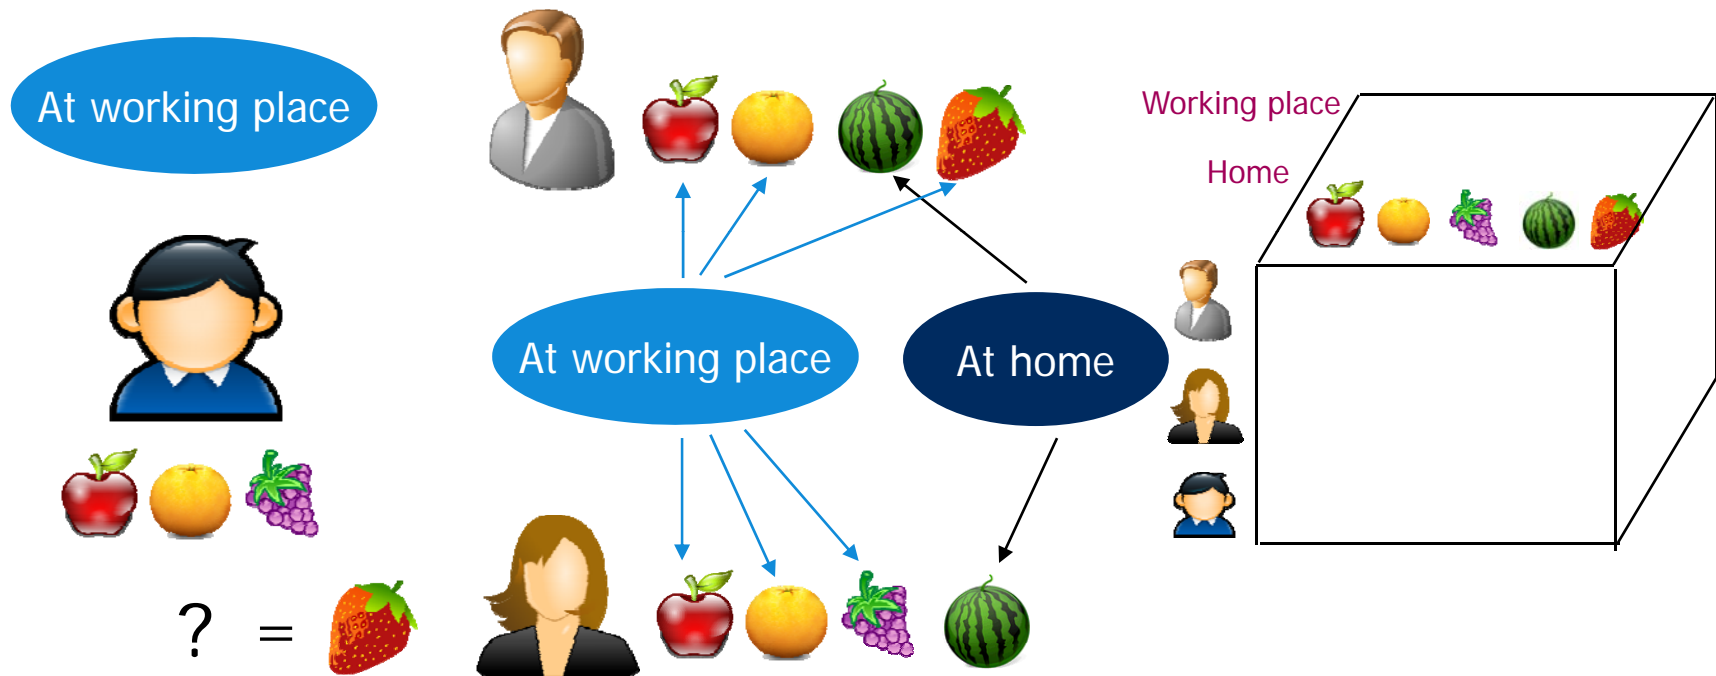 At working place
? =
At working place
At home
Working place
Home